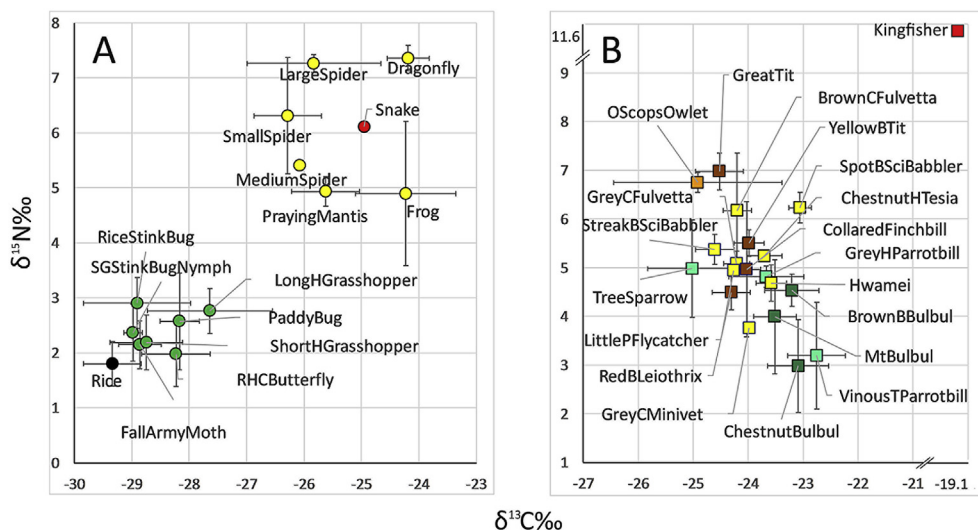 A
8
7
6
5
4
3
2
1
0
δ15N‰
LargeSpider
Dragonfly
Snake
SmallSpider
MediumSpider
PrayingMantis
Frog
RiceStinkBug
SGStinkBugNymph
LongHGrasshopper
PaddyBug
ShortHGrasshopper
Rice
RHCButterfly
FallArmyMoth
-30
-29
-28
-27
-26
-25
-24
-23
B
11.6
9
8
7
6
5
4
3
2
1
Kingfisher
GreatTit
BrownCFulvetta
OScopsOwlet
YellowBTit
SpotBSciBabbler
GreyCFulvetta
ChestnutHTesia
StreakBSciBabbler
CollaredFinchbill
GreyHParrotbill
Hwamei
TreeSparrow
BrownBBulbul
LittlePFlycatcher
MtBulbul
RedBLeiothrix
VinousTParrotbill
GreyCMinivet
ChestnutBulbul
-27
-26
-25
-24
-23
-22
-21
-19.1
δ13C‰